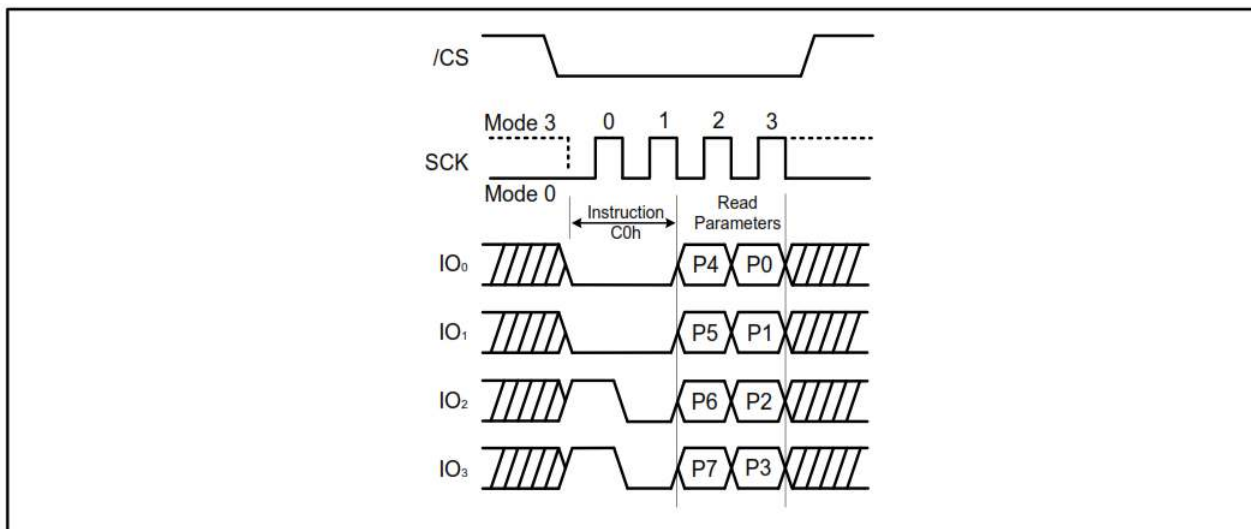 /CS
Mode 3 0 1 2 3
SCK
Mode 0
Instruction
C0h
Read
Parameters
IO₀ P4 P0
IO₁ P5 P1
IO₂ P6 P2
IO₃ P7 P3